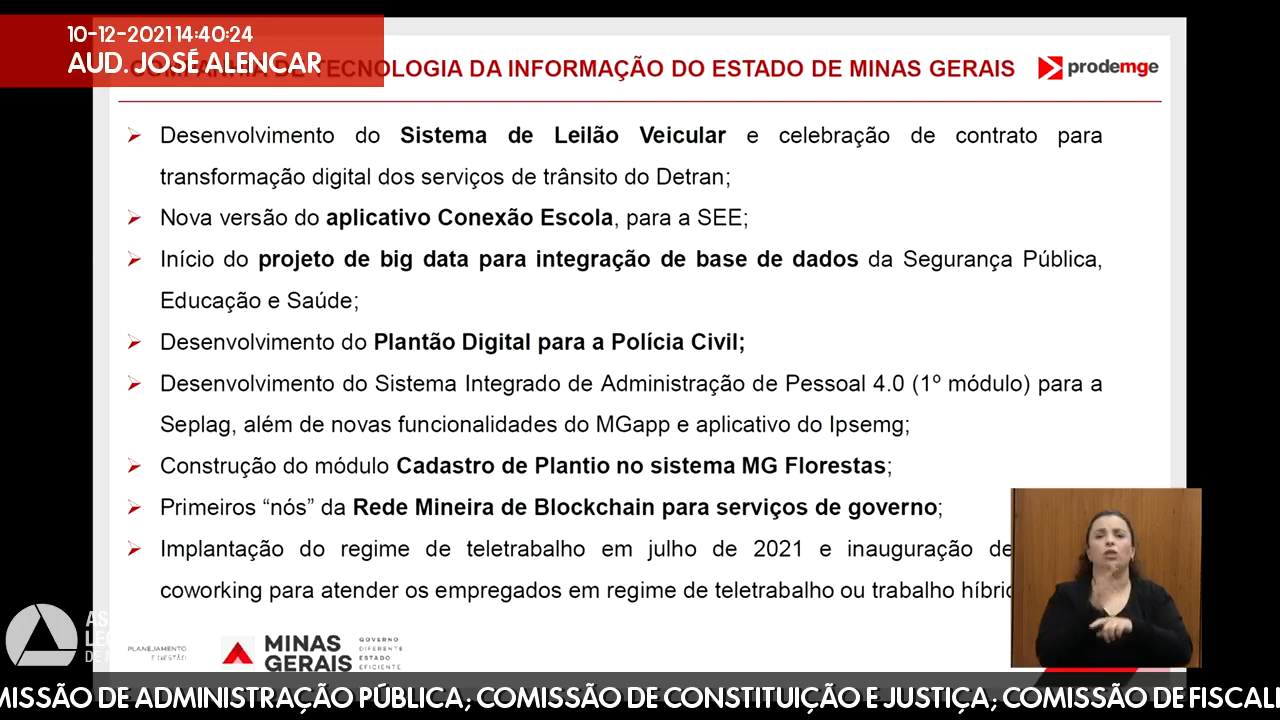 10-12-2021 14:40:24
AUD. JOSÉ ALENCAR
COMPANHIA DE TECNOLOGIA DA INFORMAÇÃO DO ESTADO DE MINAS GERAIS
prodemge
Desenvolvimento do Sistema de Leilão Veicular e celebração de contrato para
transformação digital dos serviços de trânsito do Detran;
Nova versão do aplicativo Conexão Escola, para a SEE;
Início do projeto de big data para integração de base de dados da Segurança Pública,
Educação e Saúde;
Desenvolvimento do Plantão Digital para a Polícia Civil;
Desenvolvimento do Sistema Integrado de Administração de Pessoal 4.0 (1º módulo) para a
Seplag, além de novas funcionalidades do MGapp e aplicativo do Ipsemg;
Construção do módulo Cadastro de Plantio no sistema MG Florestas;
Primeiros “nós” da Rede Mineira de Blockchain para serviços de governo;
Implantação do regime de teletrabalho em julho de 2021 e inauguração de
coworking para atender os empregados em regime de teletrabalho ou trabalho híbrid
PLANEJAMENTO
E GESTÃO
MINAS
GERAIS
GOVERNO
DIFERENTE
ESTADO
EFICIENTE
MISSÃO DE ADMINISTRAÇÃO PÚBLICA; COMISSÃO DE CONSTITUIÇÃO E JUSTIÇA; COMISSÃO DE FISCALI